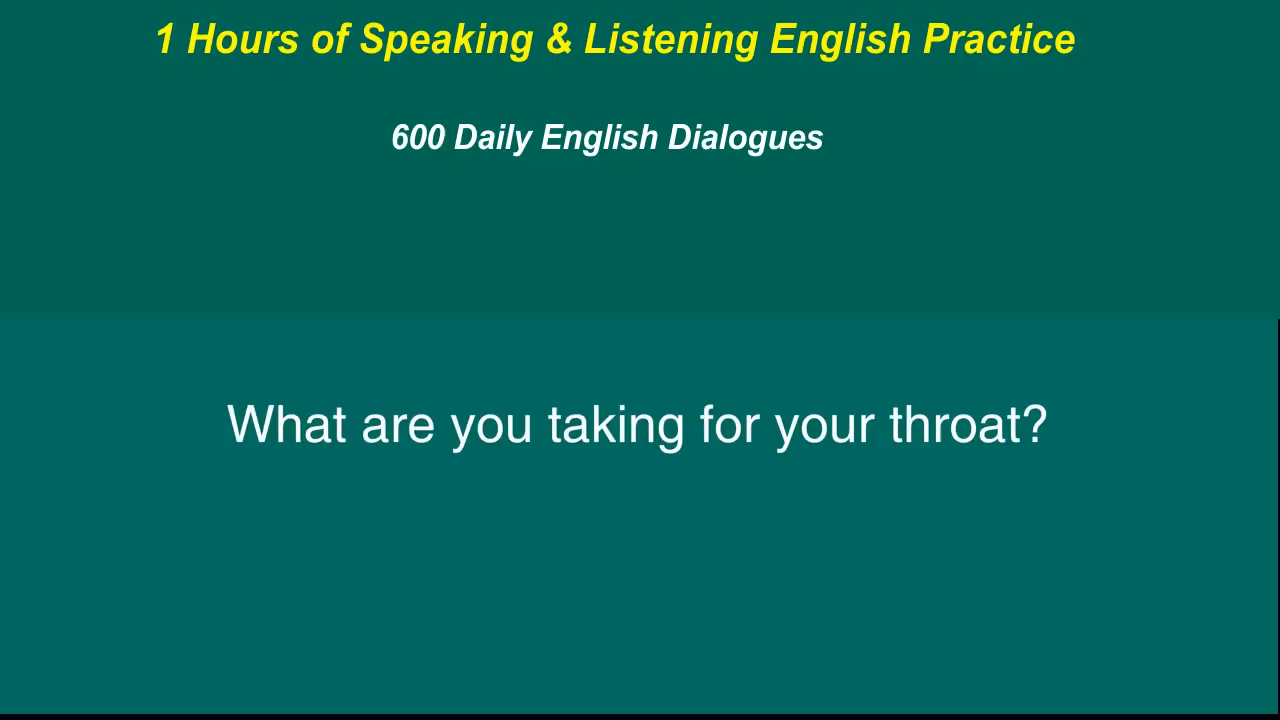 1 Hours of Speaking & Listening English Practice
600 Daily English Dialogues
What are you taking for your throat?